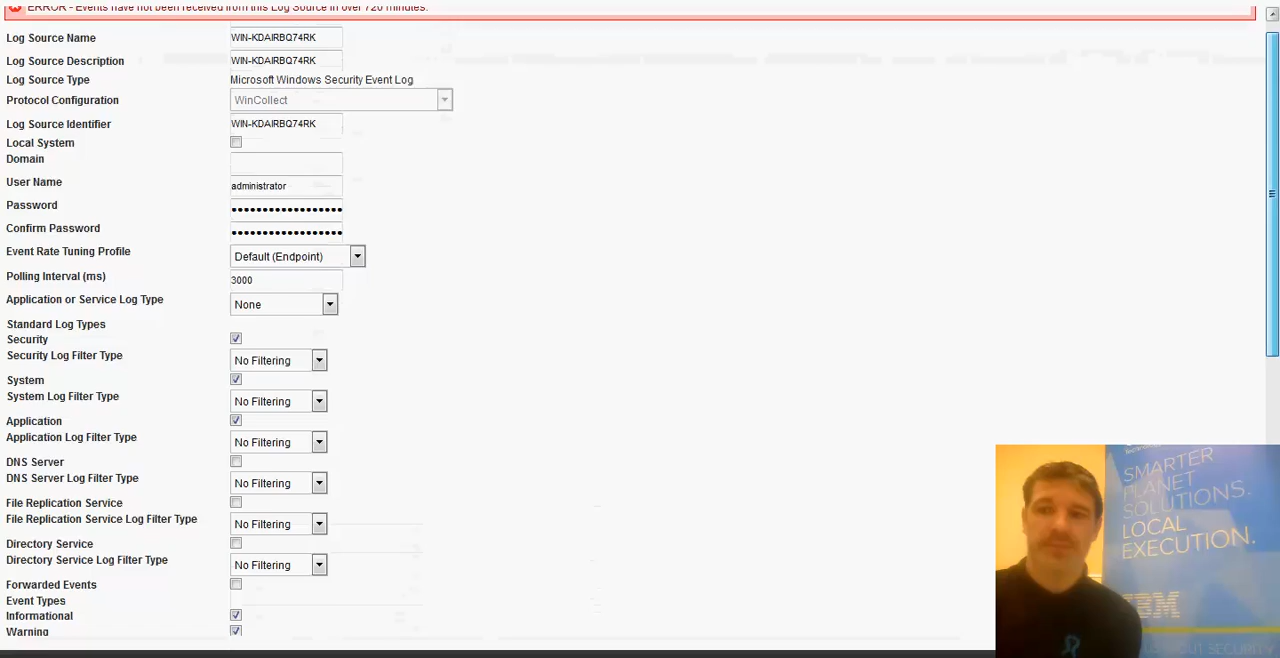 ERROR - Events have not been received from this Log Source in over 720 minutes.
Log Source Name WIN-KDAIRBQ74RK
Log Source Description WIN-KDAIRBQ74RK
Log Source Type Microsoft Windows Security Event Log
Protocol Configuration WinCollect
Log Source Identifier WIN-KDAIRBQ74RK
Local System
Domain
User Name administrator
Password ••••••••••••••••••
Confirm Password ••••••••••••••••••
Event Rate Tuning Profile Default (Endpoint)
Polling Interval (ms) 3000
Application or Service Log Type None
Standard Log Types
Security
Security Log Filter Type No Filtering
System
System Log Filter Type No Filtering
Application
Application Log Filter Type No Filtering
DNS Server
DNS Server Log Filter Type No Filtering
File Replication Service
File Replication Service Log Filter Type No Filtering
Directory Service
Directory Service Log Filter Type No Filtering
Forwarded Events
Event Types
Informational
Warning
SMARTER
PLANET
SOLUTIONS.
LOCAL
EXECUTION.
IBM
SECURITY